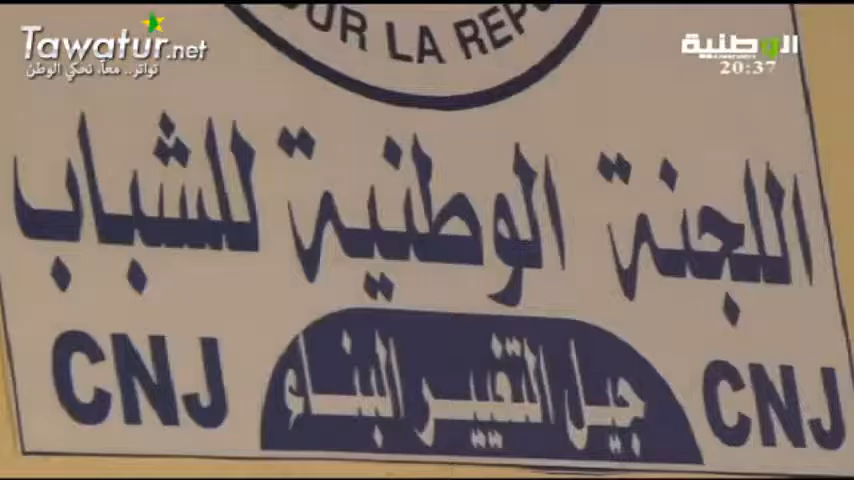 Tawatur.net
تواتر.. معاً، نحكي الوطن
الوطنية
20:37
OUR LA REPU
اللجنة الوطنية للشباب
CNJ
جيل التغيير البناء
CNJ